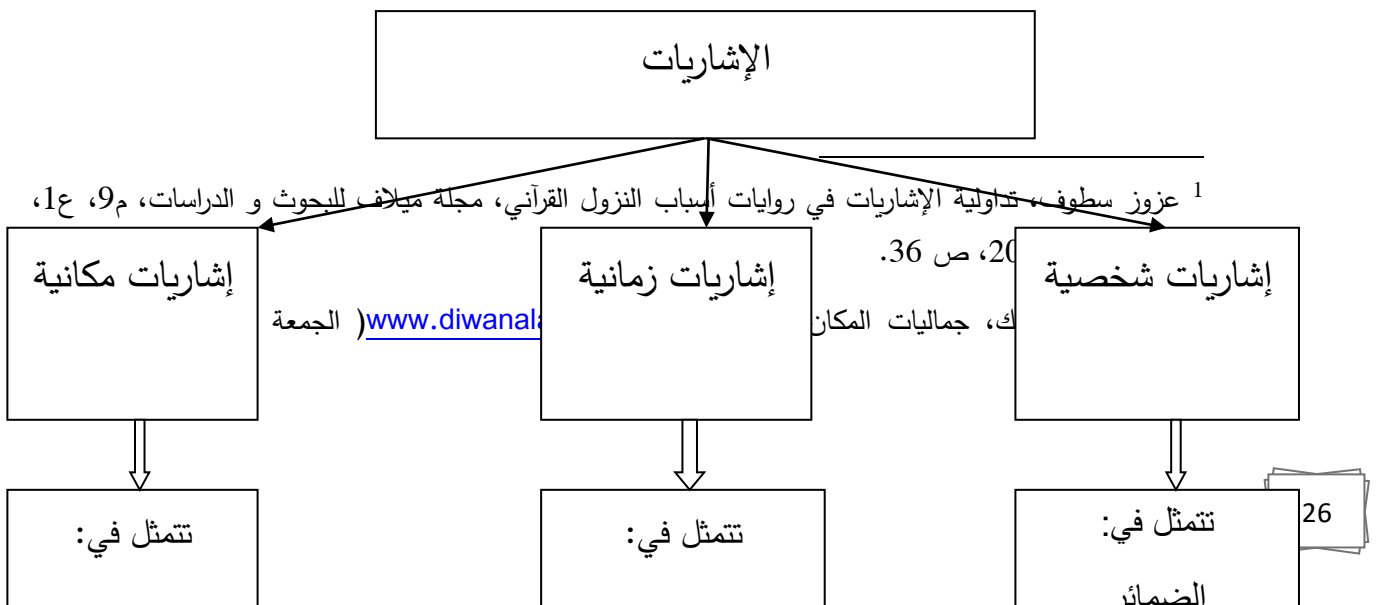 الإشاريات
1 عزوز سطوف، تداولية الإشاريات في روايات أسباب النزول القرآني، مجلة ميلاف للبحوث و الدراسات، م9، ع1،
20، ص 36.
إشاريات شخصية
إشاريات زمانية
إشاريات مكانية
جماليات المكان www.diwanal )الجمعة
26
تتمثل في:
الضمائر
تتمثل في:
تتمثل في: